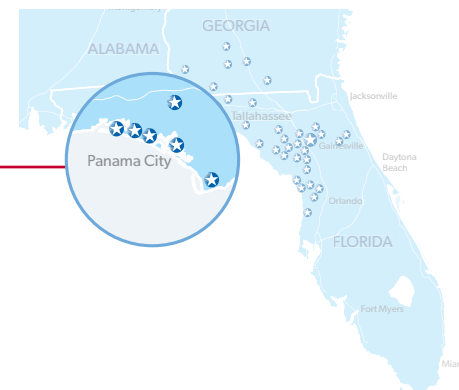 GEORGIA
ALABAMA
Jacksonville
Tallahassee
Gainesville
Panama City
Daytona
Beach
Orlando
FLORIDA
Fort Myers